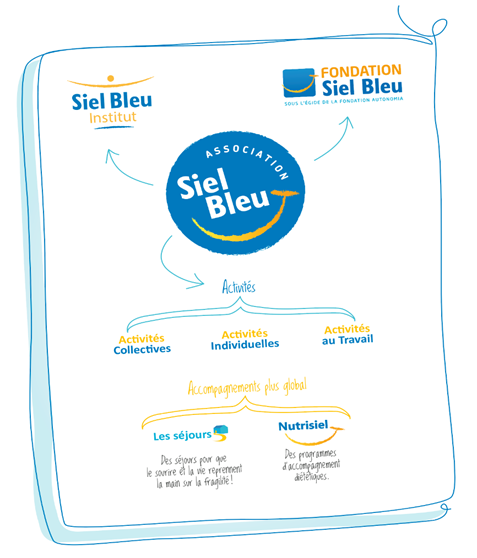 Siel Bleu
Institut
FONDATION
Siel Bleu
SOUS L'ÉGIDE DE LA FONDATION AUTONOMIA
ASSOCIATION
Siel
Bleu
Activités
Activités
Collectives
Activités
Individuelles
Activités
au Travail
Accompagnements plus global
Les séjours
Des séjours pour que
le sourire et la vie reprennent
la main sur la fragilité !
Nutrisiel
Des programmes
d'accompagnement
diététiques.